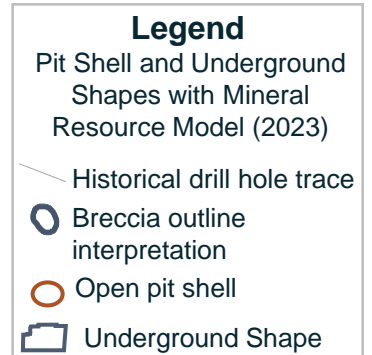 Legend
Pit Shell and Underground
Shapes with Mineral
Resource Model (2023)
Historical drill hole trace
Breccia outline
interpretation
Open pit shell
Underground Shape